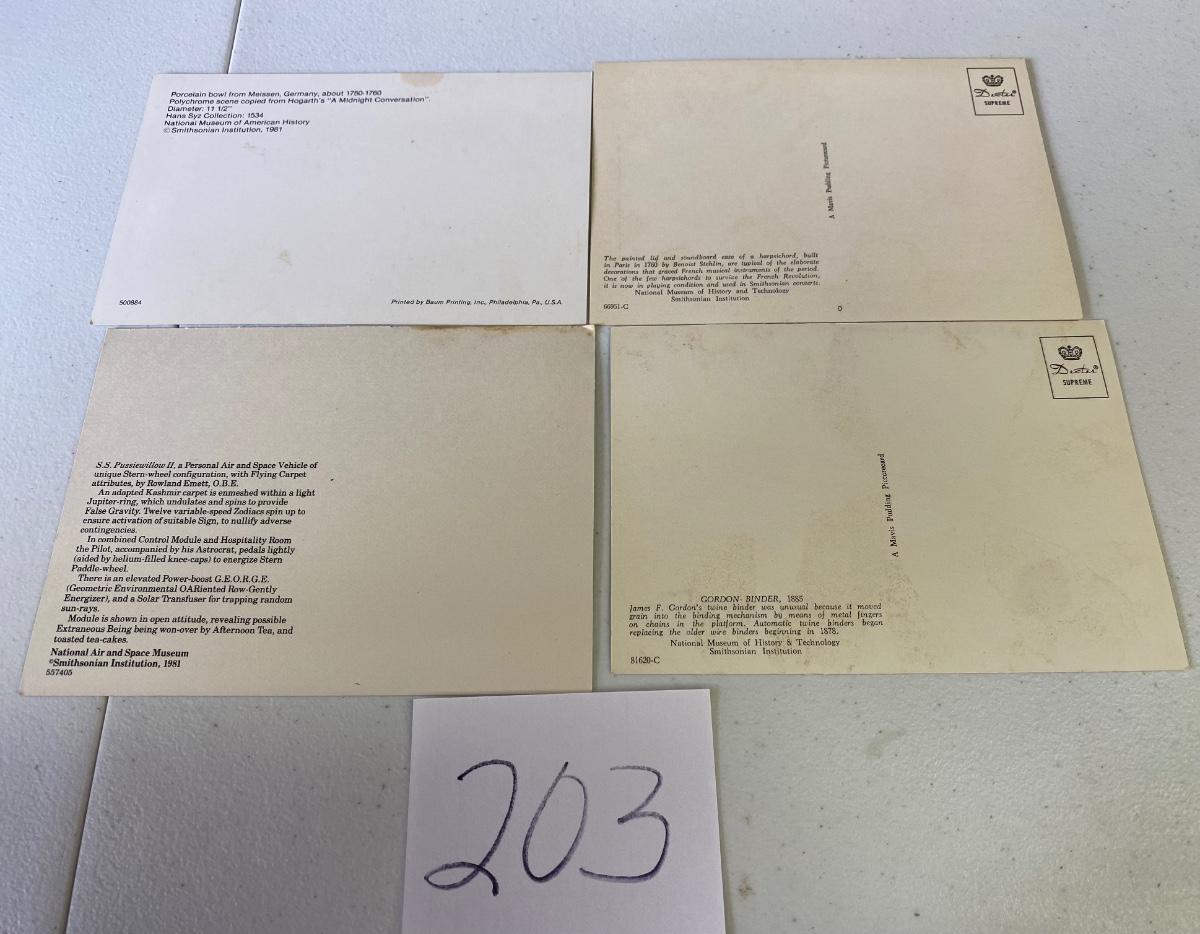 Porcelain bowl from Meissen, Germany, about 1750-1760
Polychrome scene copied from Hogarth's "A Midnight Conversation".
Diameter: 11 1/2"
Hans Syz Collection: 1534
National Museum of American History
©Smithsonian Institution, 1981
500984
Printed by Baum Printing, Inc., Philadelphia, Pa., U.S.A.
Dexter®
SUPREME
A Mavis Pudding Picturecard
The painted lid and soundboard case of a harpsichord, built
in Paris in 1760 by Benoist Stehlin, are typical of the elaborate
decorations that graced French musical instruments of the period.
One of the few harpsichords to survive the French Revolution,
it is now in playing condition and used in Smithsonian concerts.
National Museum of History and Technology
Smithsonian Institution
66951-C
0
S.S. Pussiewillow II, a Personal Air and Space Vehicle of
unique Stern-wheel configuration, with Flying Carpet
attributes, by Rowland Emett, O.B.E.
An adapted Kashmir carpet is enmeshed within a light
Jupiter-ring, which undulates and spins to provide
False Gravity. Twelve variable-speed Zodiacs spin up to
ensure activation of suitable Sign, to nullify adverse
contingencies.
In combined Control Module and Hospitality Room
the Pilot, accompanied by his Astrocrat, pedals lightly
(aided by helium-filled knee-caps) to energize Stern
Paddle-wheel.
There is an elevated Power-boost G.E.O.R.G.E.
(Geometric Environmental OARiented Row-Gently
Energizer), and a Solar Transfuser for trapping random
sun-rays.
Module is shown in open attitude, revealing possible
Extraneous Being being won-over by Afternoon Tea, and
toasted tea-cakes.
National Air and Space Museum
©Smithsonian Institution, 1981
557405
Dexter®
SUPREME
A Mavis Pudding Picturecard
GORDON BINDER, 1885
James F. Gordon's twine binder was unusual because it moved
grain into the binding mechanism by means of metal fingers
on chains in the platform. Automatic twine binders began
replacing the older wire binders beginning in 1878.
National Museum of History & Technology
Smithsonian Institution
81620-C
203